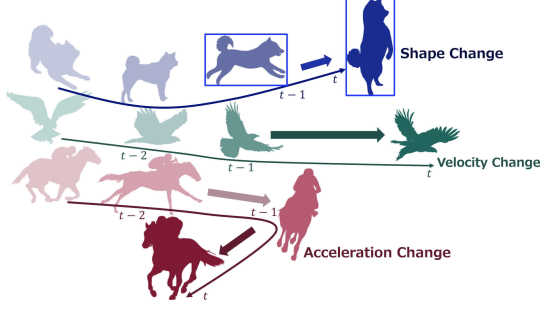 Shape Change
t
t − 1
t − 2
t − 1
Velocity Change
t
t − 2
t − 1
Acceleration Change
t